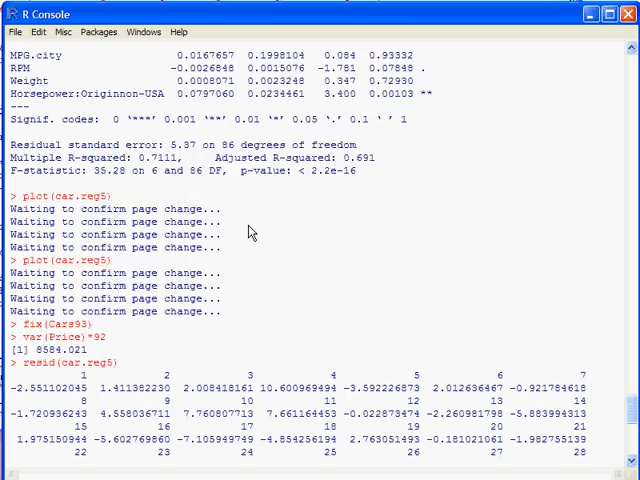 R Console
File Edit Misc Packages Windows Help
MPG.city 0.0167657 0.1998104 0.084 0.93332
RPM -0.0026848 0.0015076 -1.781 0.07848 .
Weight 0.0008071 0.0023248 0.347 0.72930
Horsepower:Originnon-USA 0.0797060 0.0234461 3.400 0.00103 **
---
Signif. codes: 0 ‘***’ 0.001 ‘**’ 0.01 ‘*’ 0.05 ‘.’ 0.1 ‘ ’ 1
Residual standard error: 5.37 on 86 degrees of freedom
Multiple R-squared: 0.7111, Adjusted R-squared: 0.691
F-statistic: 35.28 on 6 and 86 DF, p-value: < 2.2e-16
> plot(car.reg5)
Waiting to confirm page change...
Waiting to confirm page change...
Waiting to confirm page change...
Waiting to confirm page change...
> plot(car.reg5)
Waiting to confirm page change...
Waiting to confirm page change...
Waiting to confirm page change...
Waiting to confirm page change...
> fix(Cars93)
> var(Price)*92
[1] 8584.021
> resid(car.reg5)
1 2 3 4 5 6 7
-2.551102045 1.411382230 2.008418161 10.600969494 -3.592226873 2.012636467 -0.921784618
8 9 10 11 12 13 14
-1.720936243 4.558036711 7.760807713 7.661164453 -0.022873474 -2.260981798 -5.883994313
15 16 17 18 19 20 21
1.975150944 -5.602769860 -7.105949749 -4.854256194 2.763051493 -0.181021061 -1.982755139
22 23 24 25 26 27 28